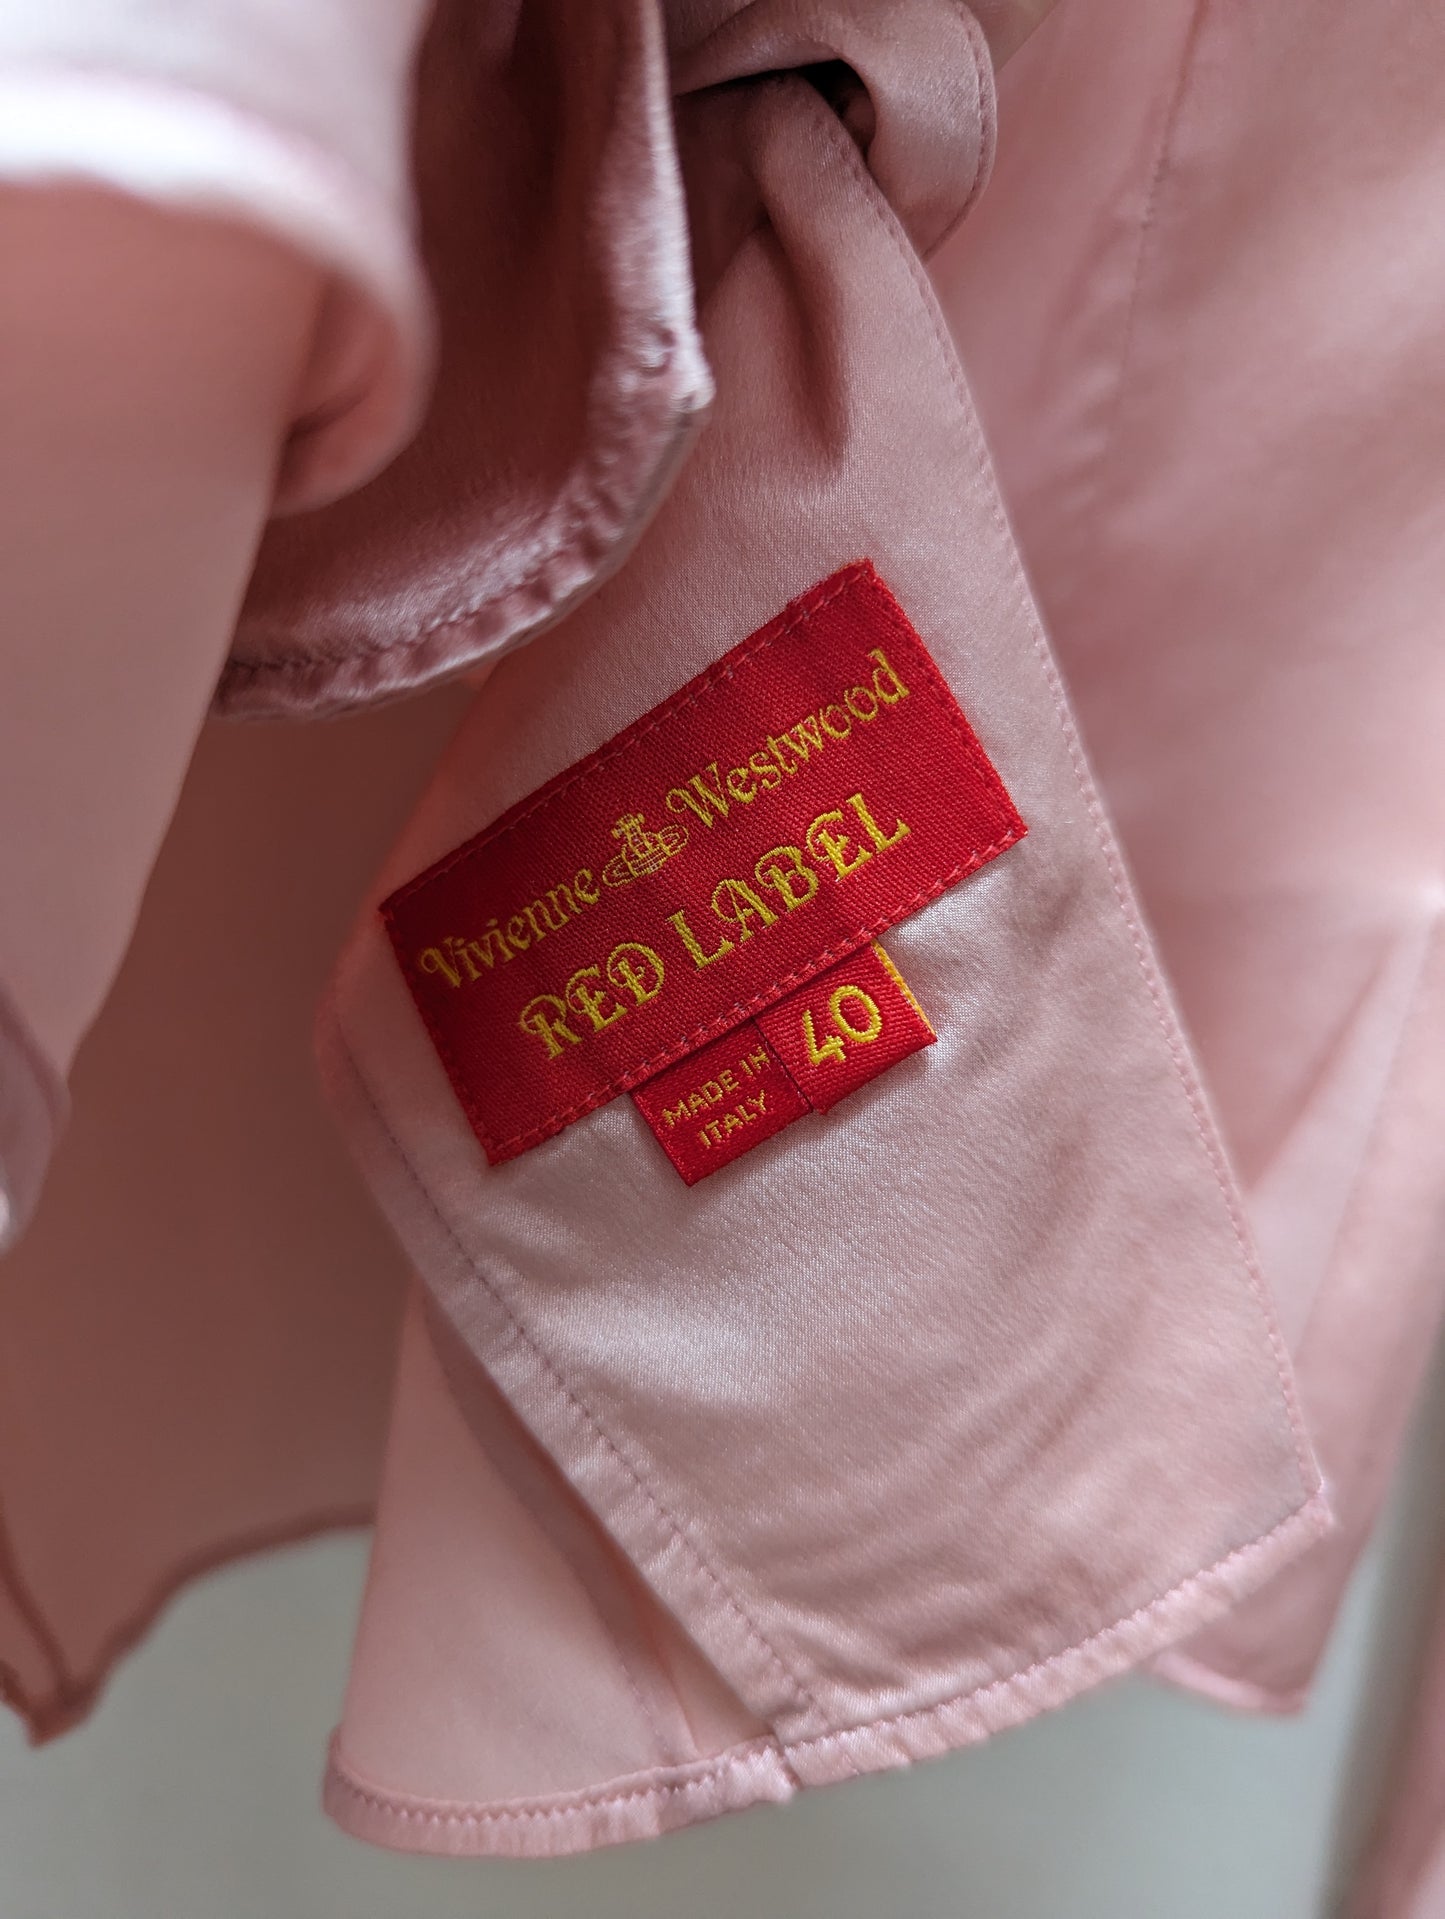 Vivienne Westwood
RED LABEL
40
MADE IN
ITALY